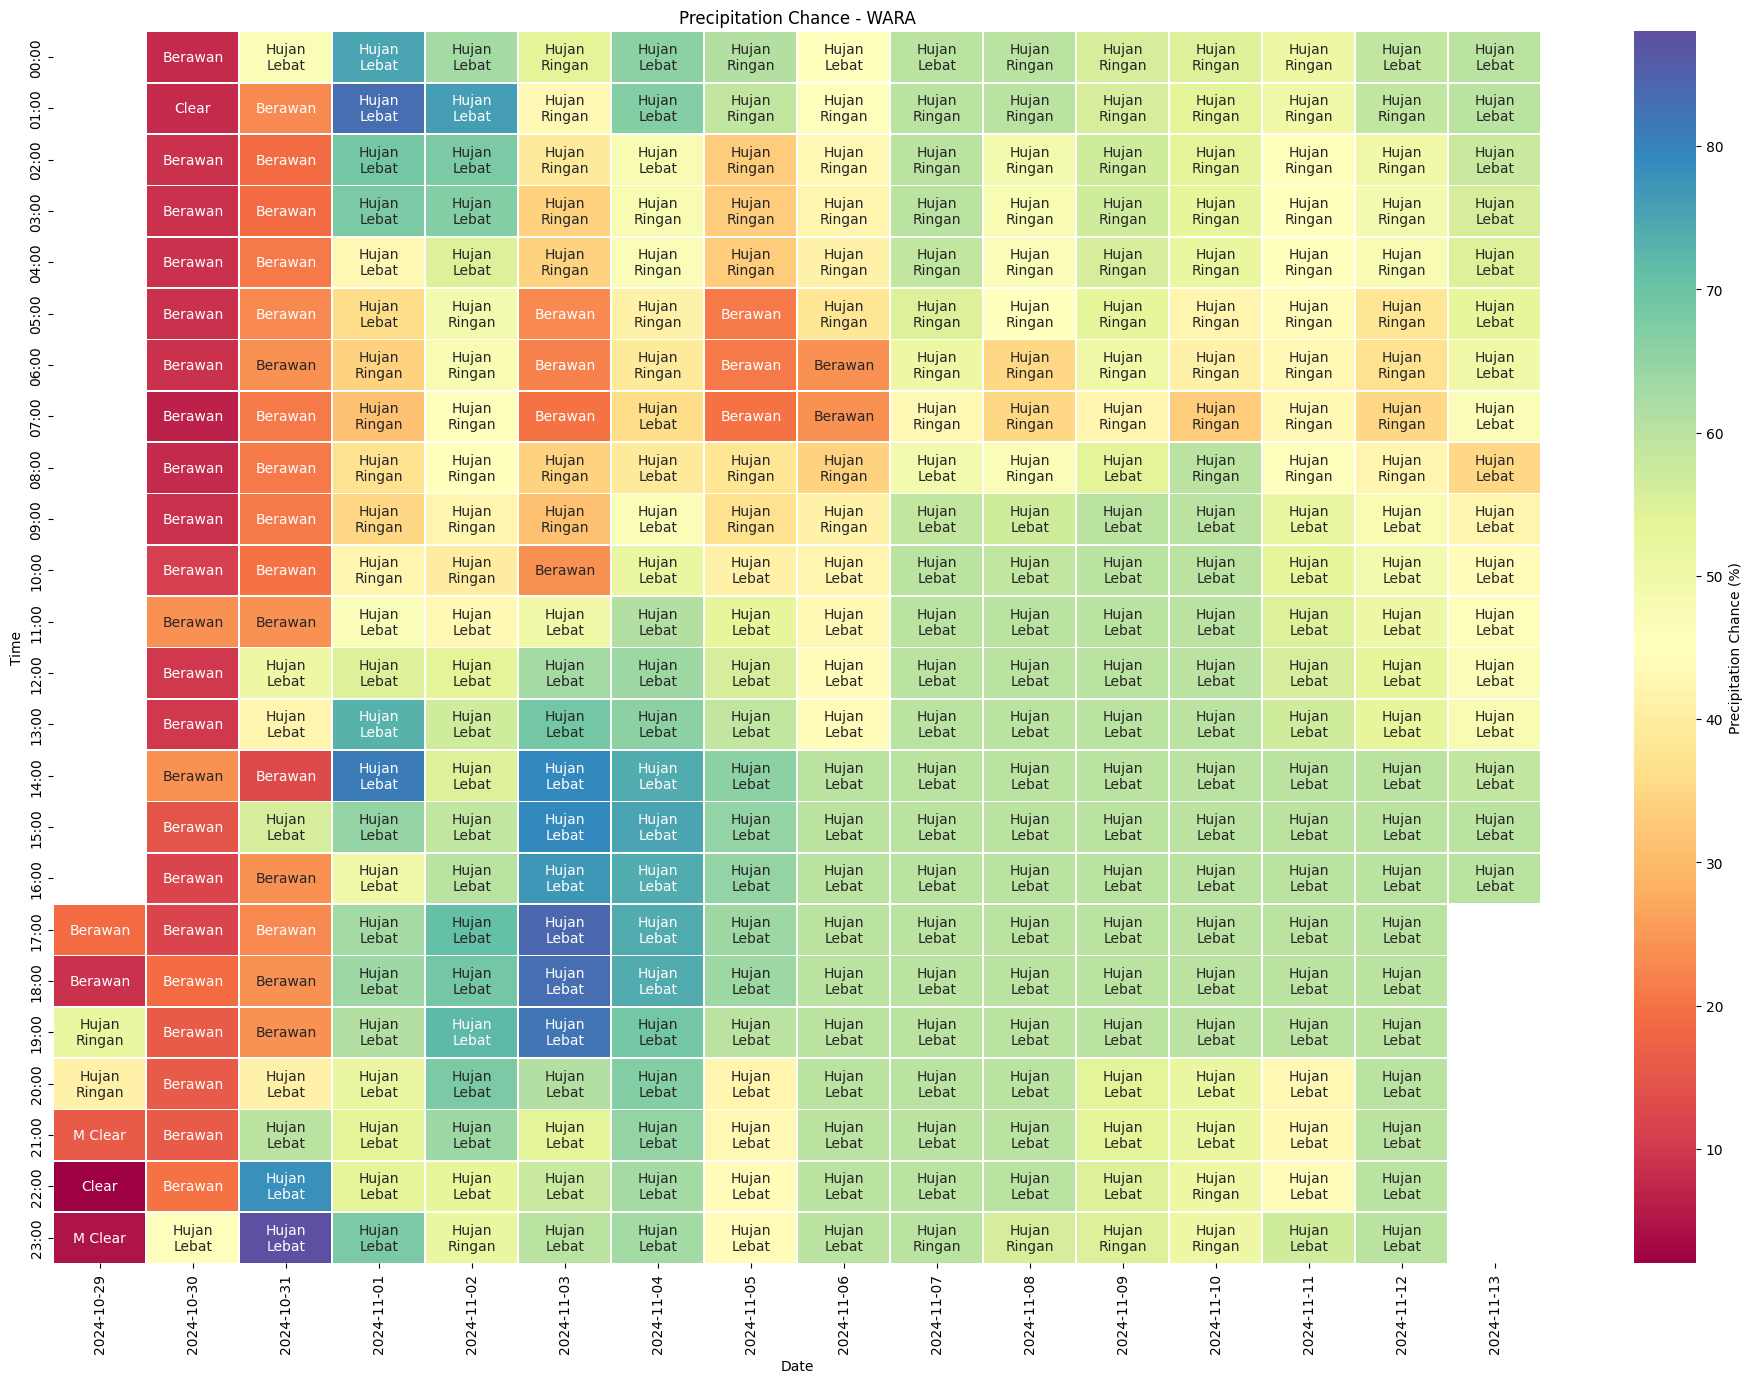 Precipitation Chance - WARA
00:00 Berawan Hujan Lebat Hujan Lebat Hujan Lebat Hujan Ringan Hujan Lebat Hujan Ringan Hujan Lebat Hujan Lebat Hujan Ringan Hujan Ringan Hujan Ringan Hujan Ringan Hujan Lebat Hujan Lebat
01:00 Clear Berawan Hujan Lebat Hujan Lebat Hujan Ringan Hujan Lebat Hujan Ringan Hujan Ringan Hujan Ringan Hujan Ringan Hujan Ringan Hujan Ringan Hujan Ringan Hujan Ringan Hujan Lebat
02:00 Berawan Berawan Hujan Lebat Hujan Lebat Hujan Ringan Hujan Lebat Hujan Ringan Hujan Ringan Hujan Ringan Hujan Ringan Hujan Ringan Hujan Ringan Hujan Ringan Hujan Ringan Hujan Lebat
03:00 Berawan Berawan Hujan Lebat Hujan Lebat Hujan Ringan Hujan Ringan Hujan Ringan Hujan Ringan Hujan Ringan Hujan Ringan Hujan Ringan Hujan Ringan Hujan Ringan Hujan Ringan Hujan Lebat
04:00 Berawan Berawan Hujan Lebat Hujan Lebat Hujan Ringan Hujan Ringan Hujan Ringan Hujan Ringan Hujan Ringan Hujan Ringan Hujan Ringan Hujan Ringan Hujan Ringan Hujan Ringan Hujan Lebat
05:00 Berawan Berawan Hujan Lebat Hujan Ringan Berawan Hujan Ringan Berawan Hujan Ringan Hujan Ringan Hujan Ringan Hujan Ringan Hujan Ringan Hujan Ringan Hujan Ringan Hujan Lebat
06:00 Berawan Berawan Hujan Ringan Hujan Ringan Berawan Hujan Ringan Berawan Berawan Hujan Ringan Hujan Ringan Hujan Ringan Hujan Ringan Hujan Ringan Hujan Ringan Hujan Lebat
07:00 Berawan Berawan Hujan Ringan Hujan Ringan Berawan Hujan Lebat Berawan Berawan Hujan Ringan Hujan Ringan Hujan Ringan Hujan Ringan Hujan Ringan Hujan Ringan Hujan Lebat
08:00 Berawan Berawan Hujan Ringan Hujan Ringan Hujan Ringan Hujan Lebat Hujan Ringan Hujan Ringan Hujan Lebat Hujan Ringan Hujan Lebat Hujan Ringan Hujan Ringan Hujan Ringan Hujan Lebat
09:00 Berawan Berawan Hujan Ringan Hujan Ringan Hujan Ringan Hujan Lebat Hujan Ringan Hujan Ringan Hujan Lebat Hujan Lebat Hujan Lebat Hujan Lebat Hujan Lebat Hujan Lebat Hujan Lebat
10:00 Berawan Berawan Hujan Ringan Hujan Ringan Berawan Hujan Lebat Hujan Lebat Hujan Lebat Hujan Lebat Hujan Lebat Hujan Lebat Hujan Lebat Hujan Lebat Hujan Lebat Hujan Lebat
11:00 Berawan Berawan Hujan Lebat Hujan Lebat Hujan Lebat Hujan Lebat Hujan Lebat Hujan Lebat Hujan Lebat Hujan Lebat Hujan Lebat Hujan Lebat Hujan Lebat Hujan Lebat Hujan Lebat
12:00 Berawan Hujan Lebat Hujan Lebat Hujan Lebat Hujan Lebat Hujan Lebat Hujan Lebat Hujan Lebat Hujan Lebat Hujan Lebat Hujan Lebat Hujan Lebat Hujan Lebat Hujan Lebat Hujan Lebat
13:00 Berawan Hujan Lebat Hujan Lebat Hujan Lebat Hujan Lebat Hujan Lebat Hujan Lebat Hujan Lebat Hujan Lebat Hujan Lebat Hujan Lebat Hujan Lebat Hujan Lebat Hujan Lebat Hujan Lebat
14:00 Berawan Berawan Hujan Lebat Hujan Lebat Hujan Lebat Hujan Lebat Hujan Lebat Hujan Lebat Hujan Lebat Hujan Lebat Hujan Lebat Hujan Lebat Hujan Lebat Hujan Lebat Hujan Lebat
15:00 Berawan Hujan Lebat Hujan Lebat Hujan Lebat Hujan Lebat Hujan Lebat Hujan Lebat Hujan Lebat Hujan Lebat Hujan Lebat Hujan Lebat Hujan Lebat Hujan Lebat Hujan Lebat Hujan Lebat
16:00 Berawan Berawan Hujan Lebat Hujan Lebat Hujan Lebat Hujan Lebat Hujan Lebat Hujan Lebat Hujan Lebat Hujan Lebat Hujan Lebat Hujan Lebat Hujan Lebat Hujan Lebat Hujan Lebat
17:00 Berawan Berawan Berawan Hujan Lebat Hujan Lebat Hujan Lebat Hujan Lebat Hujan Lebat Hujan Lebat Hujan Lebat Hujan Lebat Hujan Lebat Hujan Lebat Hujan Lebat Hujan Lebat
18:00 Berawan Berawan Berawan Hujan Lebat Hujan Lebat Hujan Lebat Hujan Lebat Hujan Lebat Hujan Lebat Hujan Lebat Hujan Lebat Hujan Lebat Hujan Lebat Hujan Lebat Hujan Lebat
19:00 Hujan Ringan Berawan Berawan Hujan Lebat Hujan Lebat Hujan Lebat Hujan Lebat Hujan Lebat Hujan Lebat Hujan Lebat Hujan Lebat Hujan Lebat Hujan Lebat Hujan Lebat Hujan Lebat
20:00 Hujan Ringan Berawan Hujan Lebat Hujan Lebat Hujan Lebat Hujan Lebat Hujan Lebat Hujan Lebat Hujan Lebat Hujan Lebat Hujan Lebat Hujan Lebat Hujan Lebat Hujan Lebat Hujan Lebat
21:00 M Clear Berawan Hujan Lebat Hujan Lebat Hujan Lebat Hujan Lebat Hujan Lebat Hujan Lebat Hujan Lebat Hujan Lebat Hujan Lebat Hujan Lebat Hujan Lebat Hujan Lebat Hujan Lebat
22:00 Clear Berawan Hujan Lebat Hujan Lebat Hujan Lebat Hujan Lebat Hujan Lebat Hujan Lebat Hujan Lebat Hujan Lebat Hujan Lebat Hujan Lebat Hujan Ringan Hujan Lebat Hujan Lebat
23:00 M Clear Hujan Lebat Hujan Lebat Hujan Lebat Hujan Ringan Hujan Lebat Hujan Lebat Hujan Lebat Hujan Lebat Hujan Ringan Hujan Ringan Hujan Ringan Hujan Ringan Hujan Lebat Hujan Lebat
Time
2024-10-29 2024-10-30 2024-10-31 2024-11-01 2024-11-02 2024-11-03 2024-11-04 2024-11-05 2024-11-06 2024-11-07 2024-11-08 2024-11-09 2024-11-10 2024-11-11 2024-11-12 2024-11-13
Date
80
70
60
50
40
30
20
10
Precipitation Chance (%)